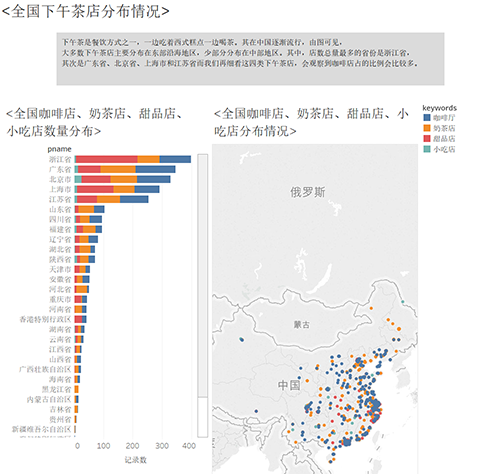 <全国下午茶店分布情况>
下午茶是餐饮方式之一，一边吃着西式糕点一边喝茶。其在中国逐渐流行，由图可见，
大多数下午茶店主要分布在东部沿海地区，少部分分布在中部地区。其中，店数总量最多的省份是浙江省，
其次是广东省、北京省、上海市和江苏省而我们再细看这四类下午茶店，会观察到咖啡店占的比例会比较多。
<全国咖啡店、奶茶店、甜品店、
小吃店数量分布>
pname
浙江省
广东省
北京市
上海市
江苏省
山东省
四川省
福建省
辽宁省
湖北省
陕西省
天津市
安徽省
河北省
重庆市
河南省
香港特别行政区
湖南省
云南省
江西省
山西省
广西壮族自治区
海南省
黑龙江省
内蒙古自治区
吉林省
贵州省
新疆维吾尔自治区
0 100 200 300 400
记录数
<全国咖啡店、奶茶店、甜品店、小
吃店分布情况>
俄罗斯
蒙古
中国
keywords
咖啡厅
奶茶店
甜品店
小吃店